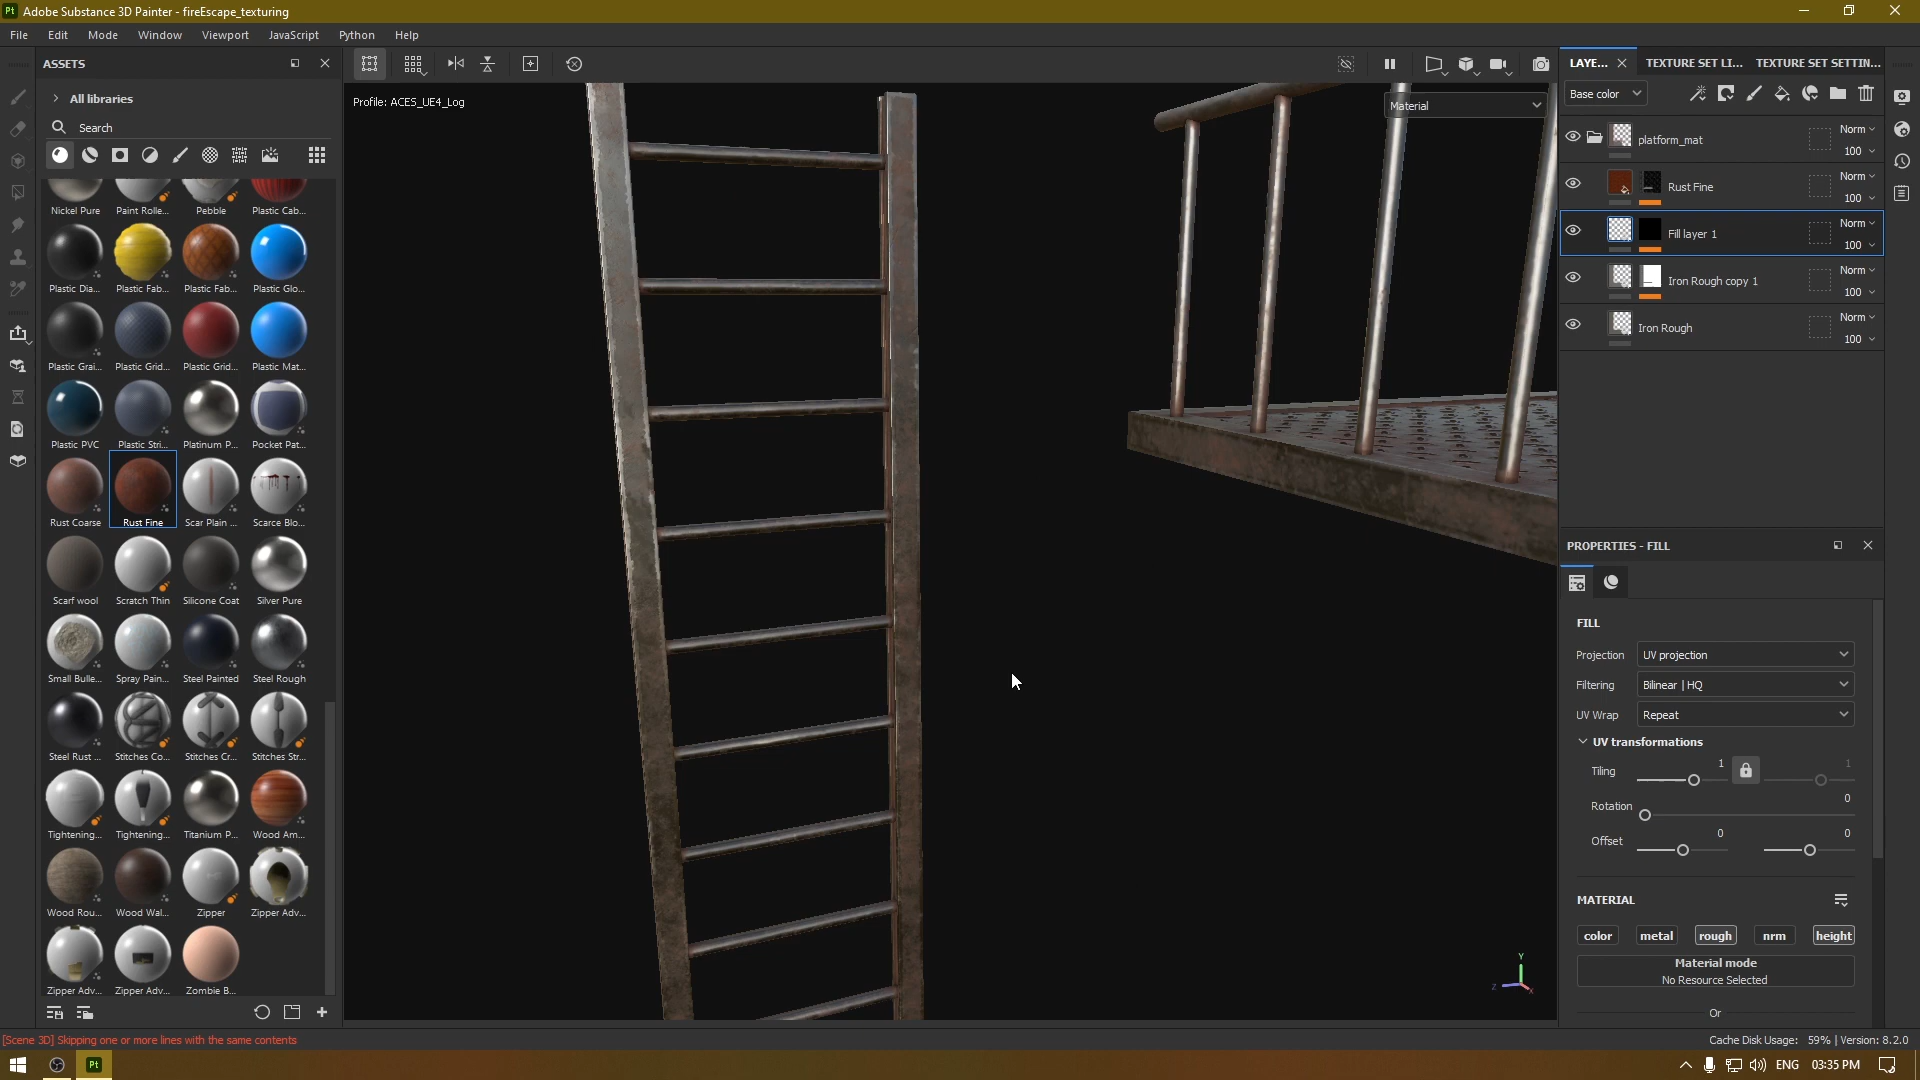 Pt Adobe Substance 3D Painter - fireEscape_texturing
File Edit Mode Window Viewport JavaScript Python Help
ASSETS
All libraries
Search
Nickel Pure Paint Rolle... Pebble Plastic Cab...
Plastic Dia... Plastic Fab... Plastic Fab... Plastic Glo...
Plastic Grai... Plastic Grid... Plastic Grid... Plastic Mat...
Plastic PVC Plastic Stri... Platinum P... Pocket Pat...
Rust Coarse Rust Fine Scar Plain ... Scarce Blo...
Scarf wool Scratch Thin Silicone Coat Silver Pure
Small Bulle... Spray Pain... Steel Painted Steel Rough
Steel Rust ... Stitches Co... Stitches Cr... Stitches Str...
Tightening... Tightening... Titanium P... Wood Am...
Wood Rou... Wood Wal... Zipper Zipper Adv...
Zipper Adv... Zipper Adv... Zombie B...
Profile: ACES_UE4_Log
Material
Y
Z
X
LAYE... TEXTURE SET LI... TEXTURE SET SETTIN...
Base color
platform_mat Norm
100
Rust Fine Norm
100
Fill layer 1 Norm
100
Iron Rough copy 1 Norm
100
Iron Rough Norm
100
PROPERTIES - FILL
FILL
Projection UV projection
Filtering Bilinear | HQ
UV Wrap Repeat
UV transformations
Tiling 1 1
Rotation 0
Offset 0 0
MATERIAL
color metal rough nrm height
Material mode
No Resource Selected
Or
[Scene 3D] Skipping one or more lines with the same contents
Cache Disk Usage: 59% | Version: 8.2.0
Pt
ENG 03:35 PM